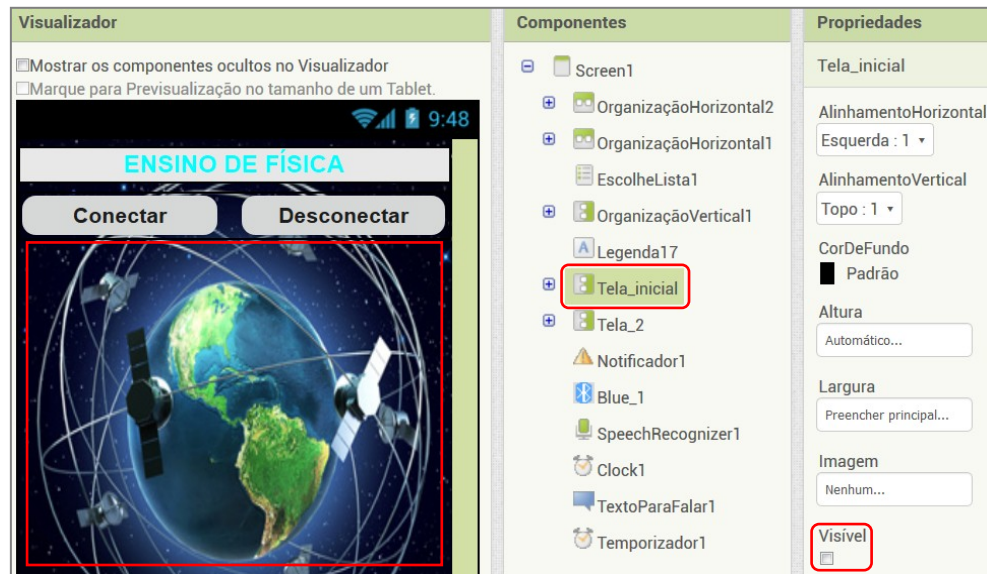 Visualizador
Mostrar os componentes ocultos no Visualizador
Marque para Previsualização no tamanho de um Tablet.
9:48
ENSINO DE FÍSICA
Conectar
Desconectar
Componentes
Screen1
OrganizaçãoHorizontal2
OrganizaçãoHorizontal1
EscolheLista1
OrganizaçãoVertical1
A Legenda17
Tela_inicial
Tela_2
Notificador1
Blue_1
SpeechRecognizer1
Clock1
TextoParaFalar1
Temporizador1
Propriedades
Tela_inicial
AlinhamentoHorizontal
Esquerda : 1
AlinhamentoVertical
Topo : 1
CorDeFundo
Padrão
Altura
Automático...
Largura
Preencher principal...
Imagem
Nenhum...
Visível